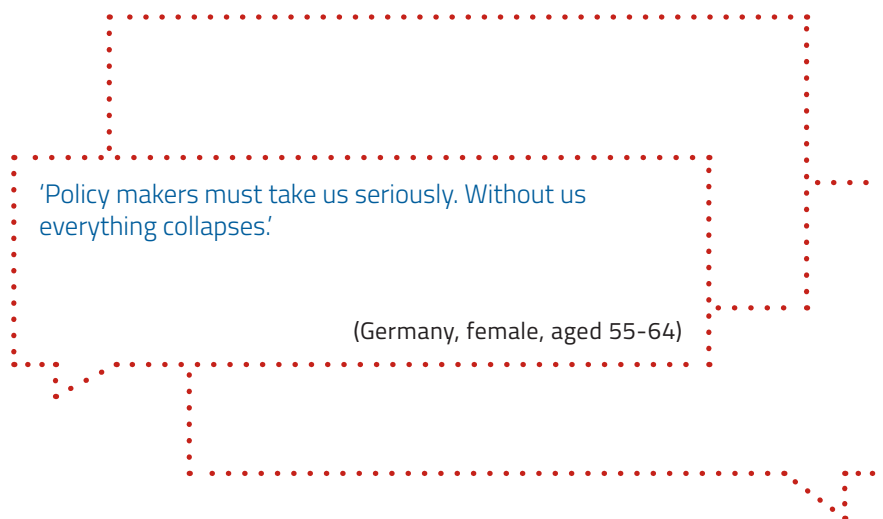 ‘Policy makers must take us seriously. Without us
everything collapses.’
(Germany, female, aged 55-64)